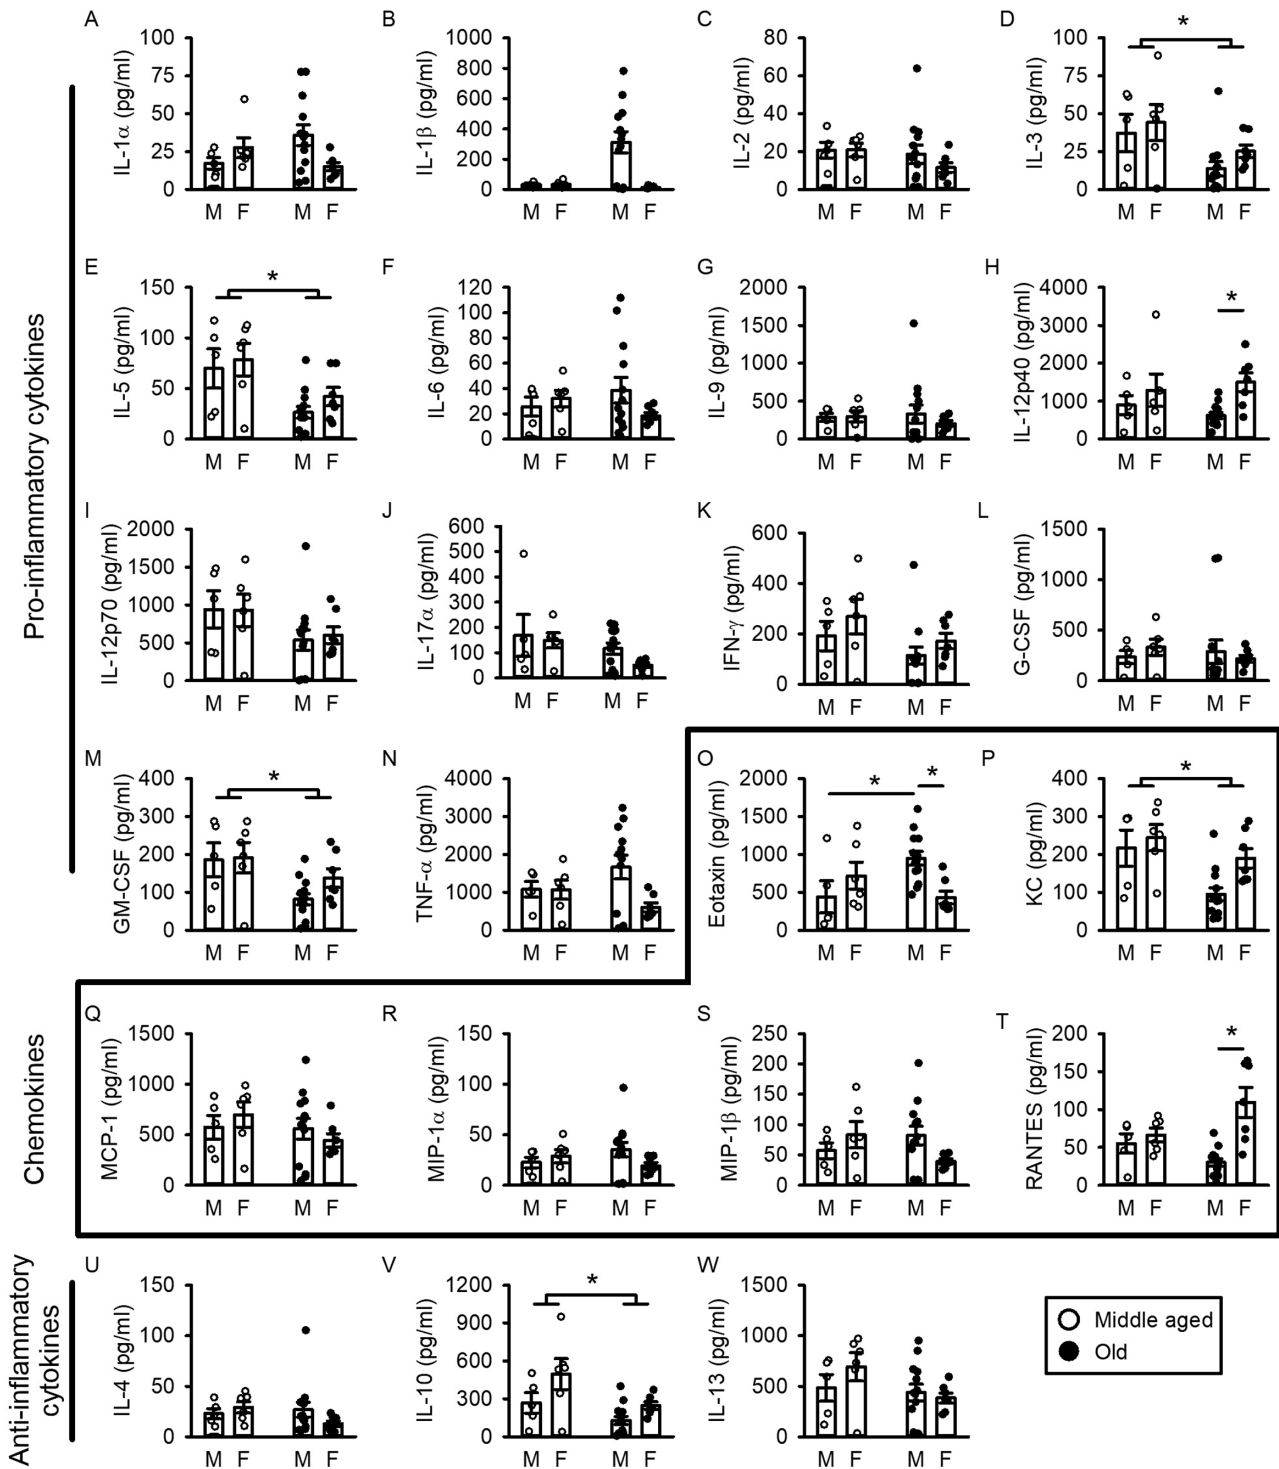 A
IL-1α (pg/ml)
100
75
50
25
0
M F M F
B
IL-1β (pg/ml)
1000
800
600
400
200
0
M F M F
C
IL-2 (pg/ml)
80
60
40
20
0
M F M F
D
IL-3 (pg/ml)
100
75
50
25
0
*
M F M F
Pro-inflammatory cytokines
E
IL-5 (pg/ml)
150
100
50
0
*
M F M F
F
IL-6 (pg/ml)
120
100
80
60
40
20
0
M F M F
G
IL-9 (pg/ml)
2000
1500
1000
500
0
M F M F
H
IL-12p40 (pg/ml)
4000
3000
2000
1000
0
*
M F M F
I
IL-12p70 (pg/ml)
2000
1500
1000
500
0
M F M F
J
IL-17α (pg/ml)
600
500
400
300
200
100
0
M F M F
K
IFN-γ (pg/ml)
600
400
200
0
M F M F
L
G-CSF (pg/ml)
1500
1000
500
0
M F M F
M
GM-CSF (pg/ml)
400
300
200
100
0
*
M F M F
N
TNF-α (pg/ml)
4000
3000
2000
1000
0
M F M F
O
Eotaxin (pg/ml)
2000
1500
1000
500
0
* *
M F M F
P
KC (pg/ml)
400
300
200
100
0
*
M F M F
Chemokines
Q
MCP-1 (pg/ml)
1500
1000
500
0
M F M F
R
MIP-1α (pg/ml)
150
100
50
0
M F M F
S
MIP-1β (pg/ml)
250
200
150
100
50
0
M F M F
T
RANTES (pg/ml)
200
150
100
50
0
*
M F M F
Anti-inflammatory
cytokines
U
IL-4 (pg/ml)
150
100
50
0
M F M F
V
IL-10 (pg/ml)
1200
900
600
300
0
*
M F M F
W
IL-13 (pg/ml)
1500
1000
500
0
M F M F
Middle aged
Old